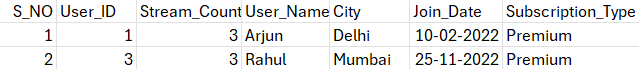 S_NO User_ID Stream_Count User_Name City Join_Date Subscription_Type
1 1 3 Arjun Delhi 10-02-2022 Premium
2 3 3 Rahul Mumbai 25-11-2022 Premium